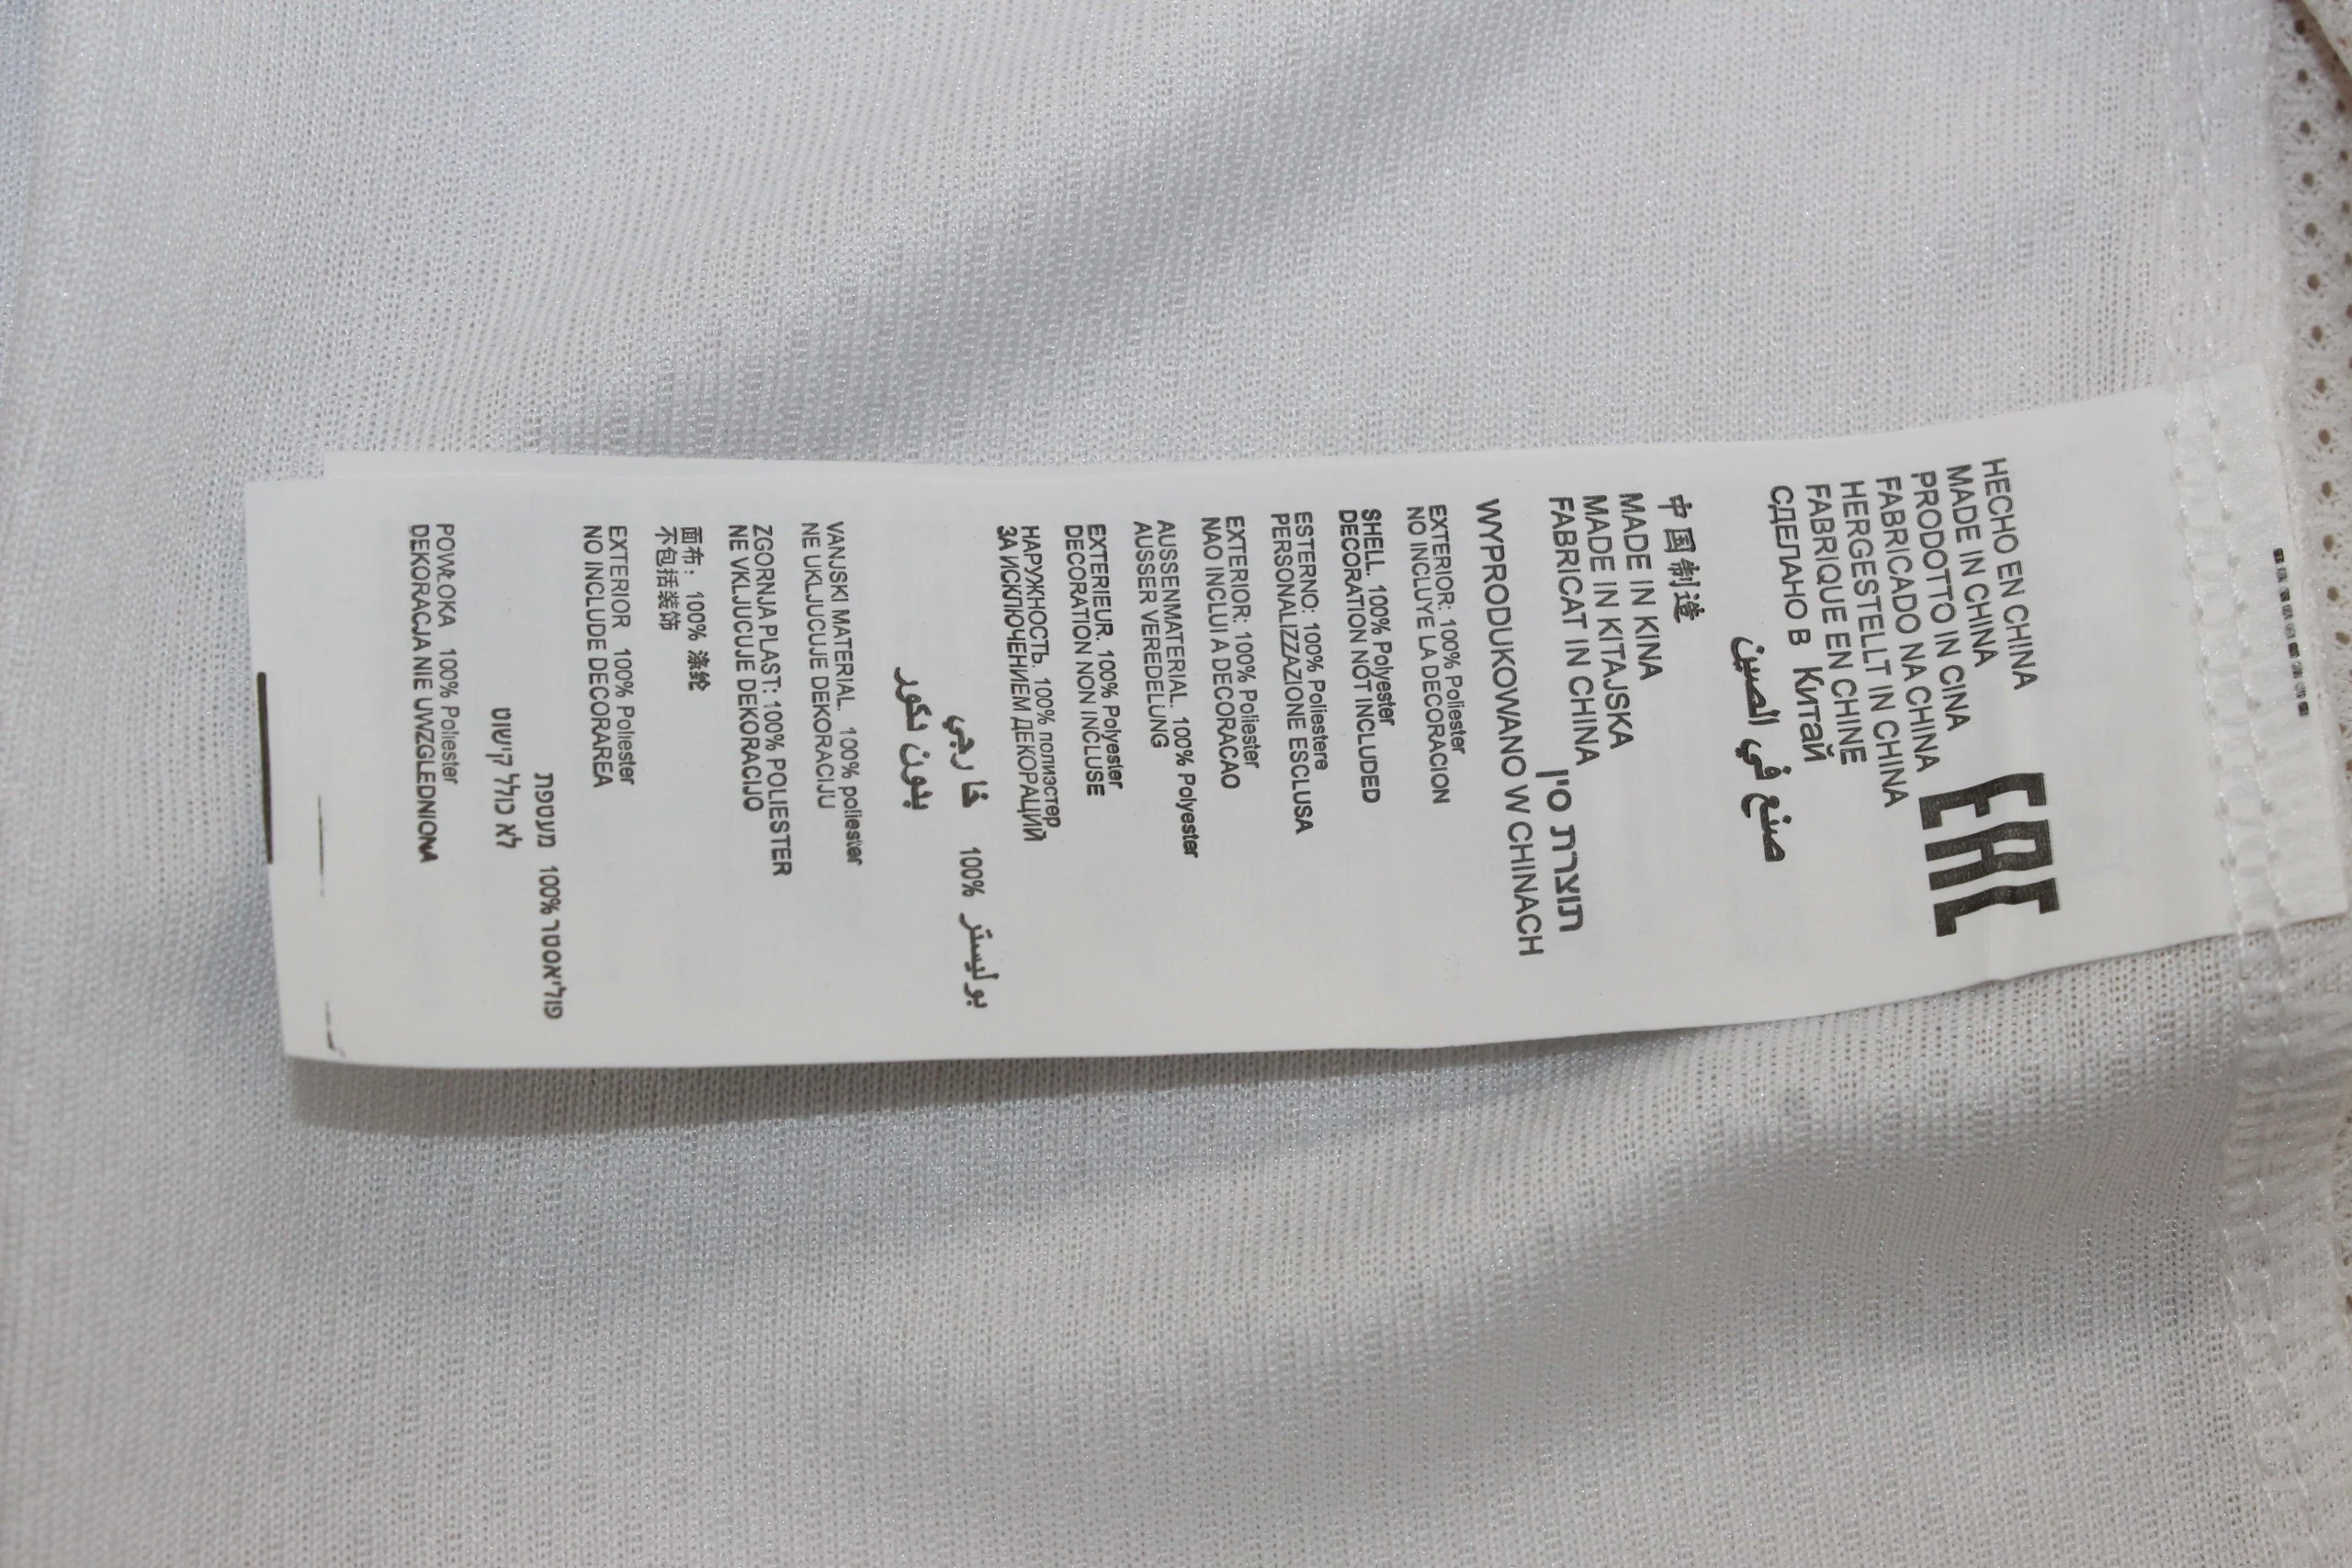 HECHO EN CHINA
MADE IN CHINA
PRODOTTO IN CINA
FABRICADO NA CHINA
HERGESTELLT IN CHINA
FABRIQUE EN CHINE
СДЕЛАНО В Китай
EAC
صنع في الصين
中国制造
MADE IN KINA
MADE IN KITAJSKA
FABRICAT IN CHINA
תוצרת סין
WYPRODUKOWANO W CHINACH
EXTERIOR: 100% Poliester
NO INCLUYE LA DECORACION
SHELL. 100% Polyester
DECORATION NOT INCLUDED
ESTERNO: 100% Poliestere
PERSONALIZZAZIONE ESCLUSA
EXTERIOR: 100% Poliester
NAO INCLUI A DECORACAO
AUSSENMATERIAL. 100% Polyester
AUSSER VEREDELUNG
EXTERIEUR. 100% Polyester
DECORATION NON INCLUSE
НАРУЖНОСТЬ. 100% полиэстер
ЗА ИСКЛЮЧЕНИЕМ ДЕКОРАЦИЙ
خارجي 100% بوليستر
بدون دكور
VANJSKI MATERIAL. 100% poliester
NE UKLJUCUJE DEKORACIJU
ZGORNJA PLAST: 100% POLIESTER
NE VKLJUCUJE DEKORACIJO
面布：100% 涤纶
不包括装饰
EXTERIOR 100% Poliester
NO INCLUDE DECORAREA
מעטפת 100% פוליאסטר
לא כולל קישוט
POWŁOKA 100% Poliester
DEKORACJA NIE UWZGLEDNIONA